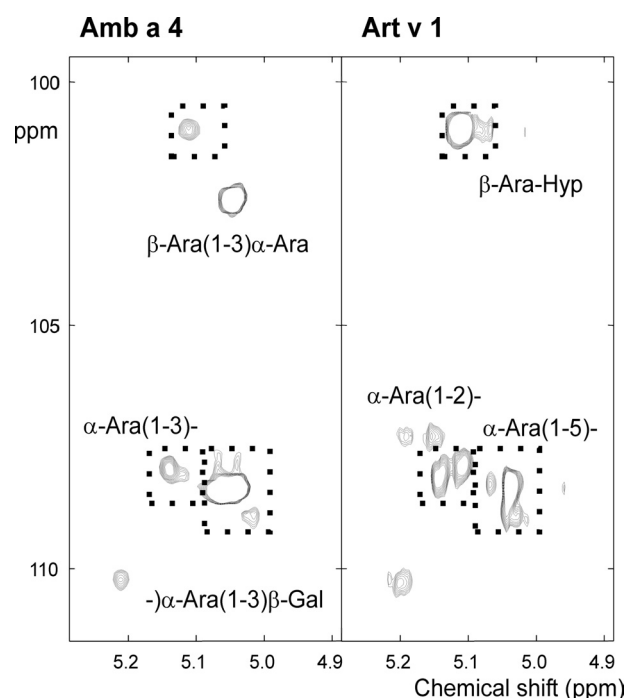 Amb a 4
Art v 1
100
ppm
β-Ara-Hyp
β-Ara(1-3)α-Ara
105
α-Ara(1-2)-
α-Ara(1-3)-
α-Ara(1-5)-
110
-)α-Ara(1-3)β-Gal
5.2 5.1 5.0 4.9 5.2 5.1 5.0 4.9
Chemical shift (ppm)